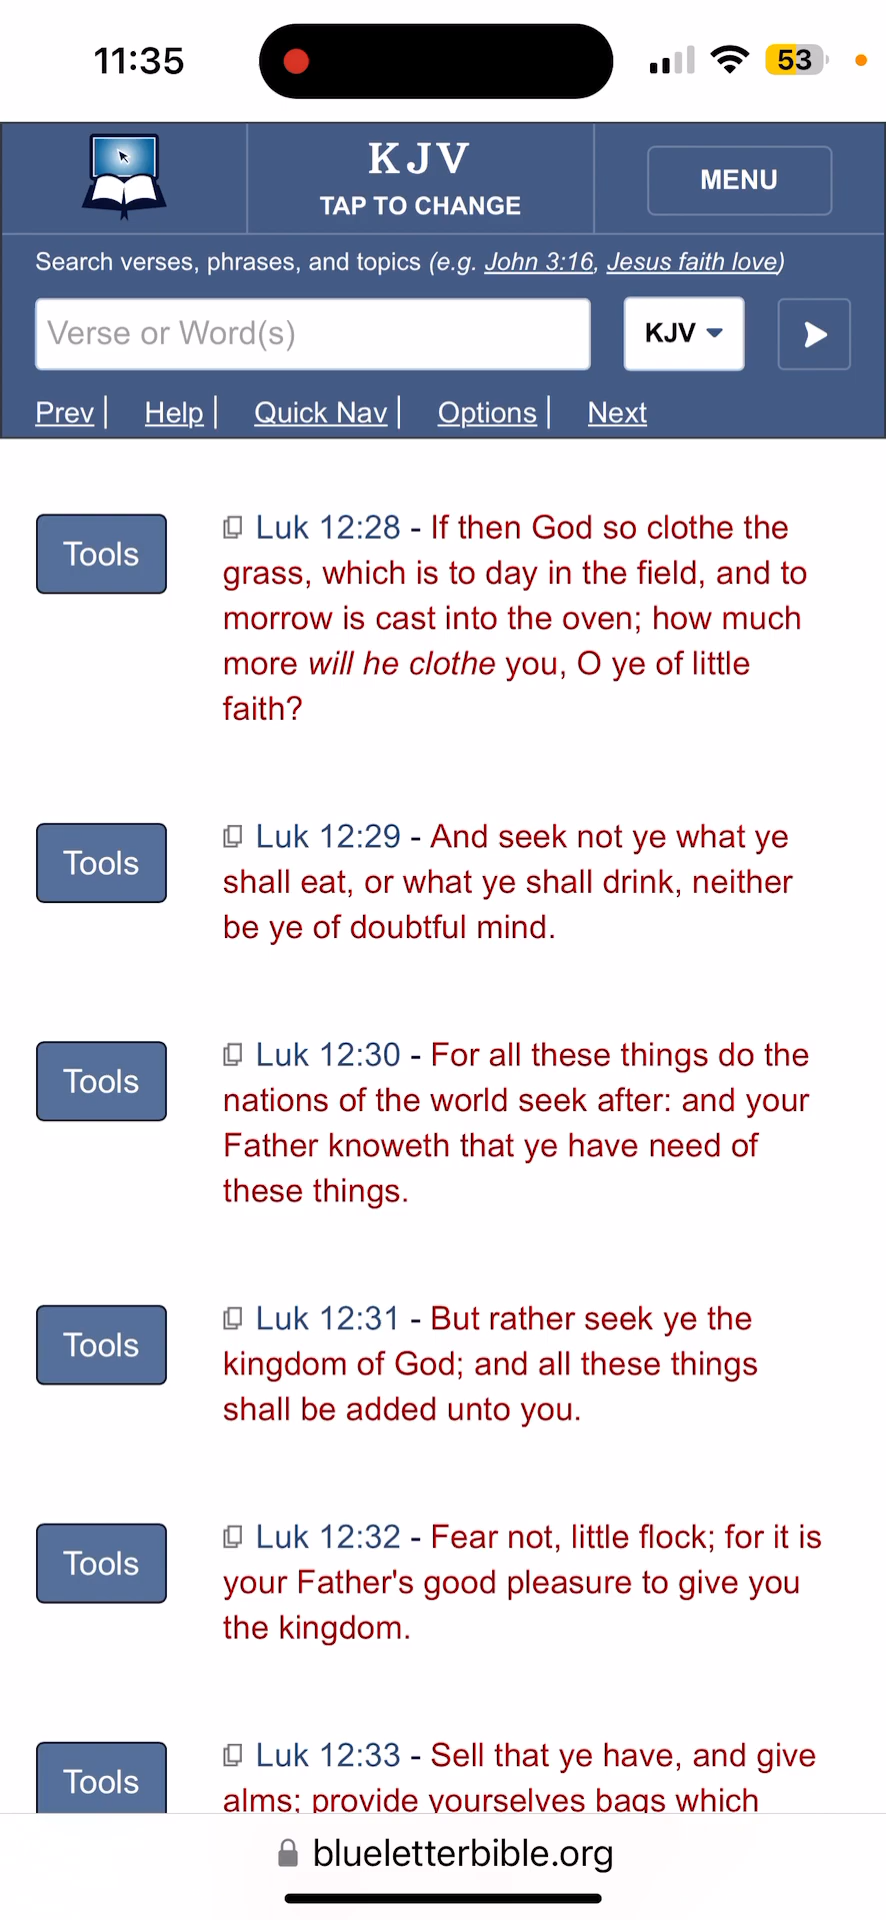 11:35
53
KJV
TAP TO CHANGE
MENU
Search verses, phrases, and topics (e.g. John 3:16, Jesus faith love)
Verse or Word(s)
KJV
Prev | Help | Quick Nav | Options | Next
Tools
Luk 12:28 - If then God so clothe the
grass, which is to day in the field, and to
morrow is cast into the oven; how much
more will he clothe you, O ye of little
faith?
Tools
Luk 12:29 - And seek not ye what ye
shall eat, or what ye shall drink, neither
be ye of doubtful mind.
Tools
Luk 12:30 - For all these things do the
nations of the world seek after: and your
Father knoweth that ye have need of
these things.
Tools
Luk 12:31 - But rather seek ye the
kingdom of God; and all these things
shall be added unto you.
Tools
Luk 12:32 - Fear not, little flock; for it is
your Father's good pleasure to give you
the kingdom.
Tools
Luk 12:33 - Sell that ye have, and give
alms; provide yourselves bags which
blueletterbible.org